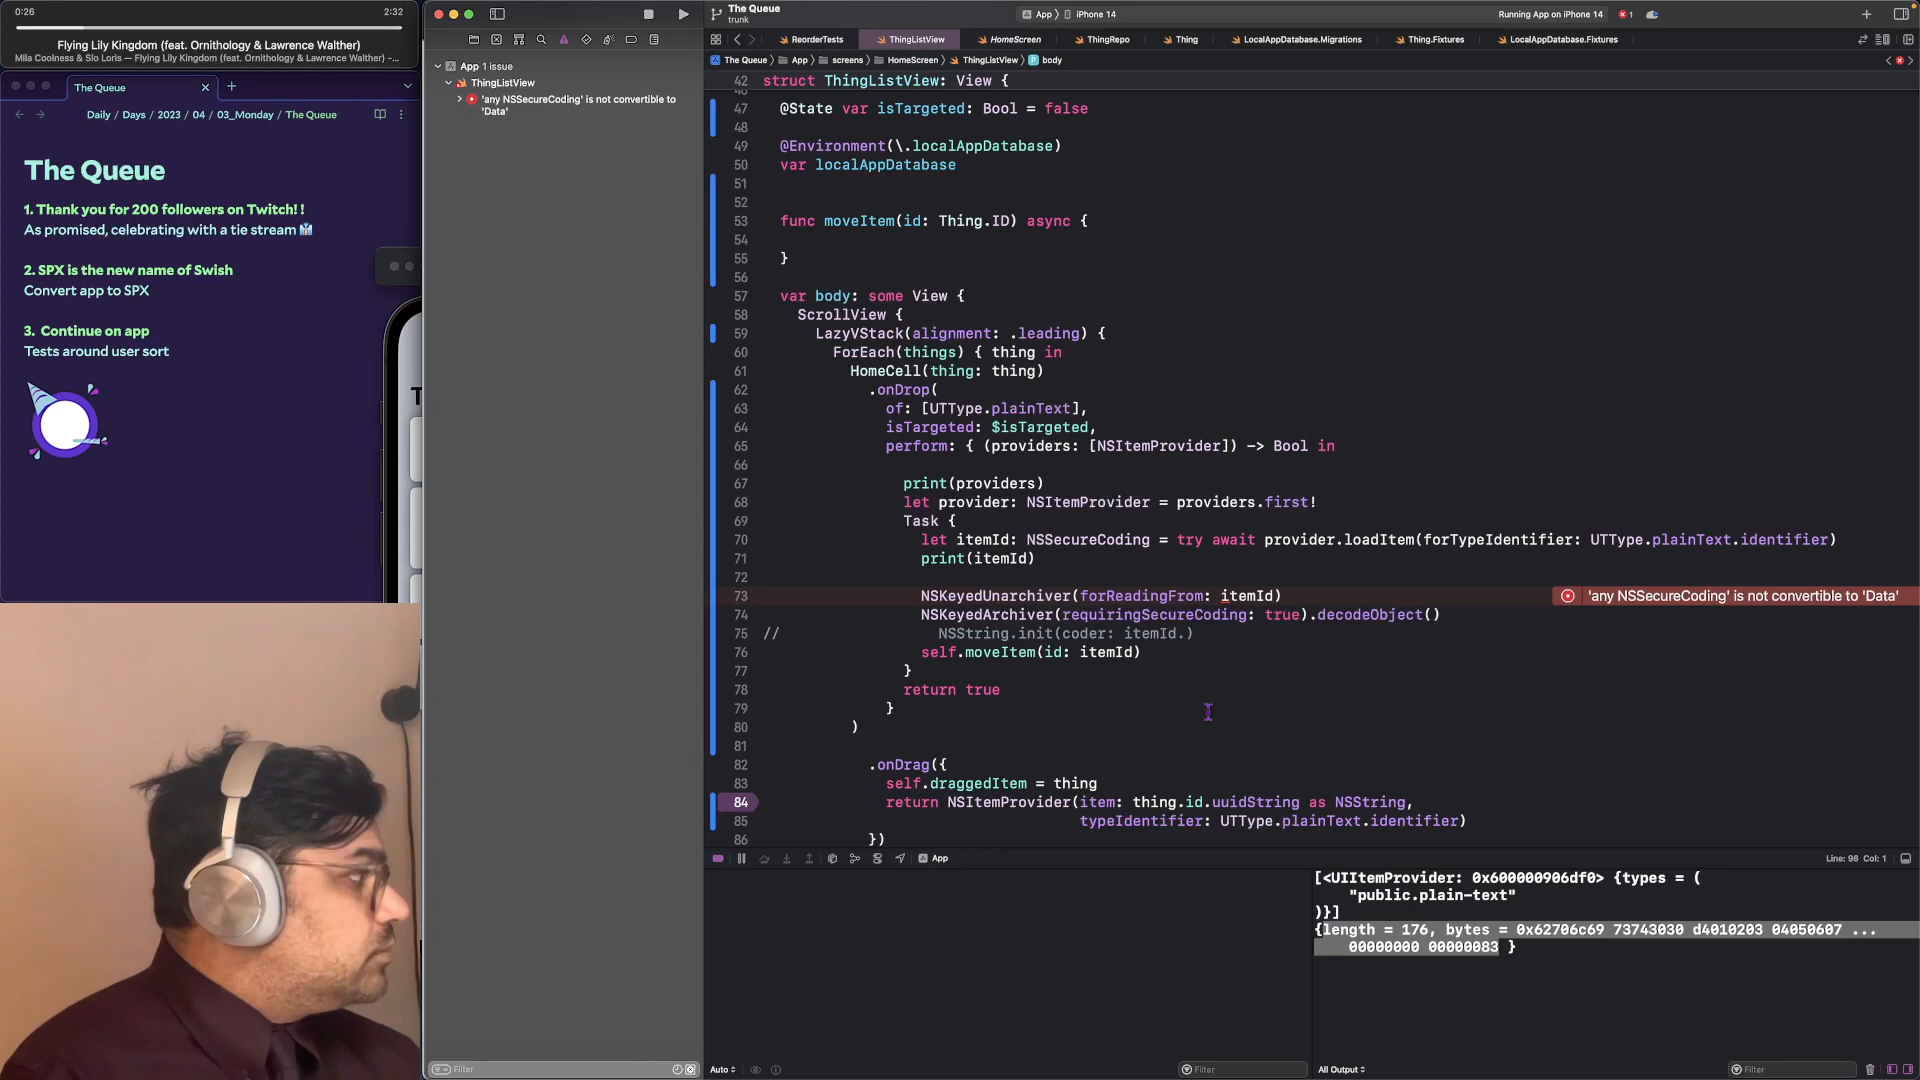 0:26
2:32
Flying Lily Kingdom (feat. Ornithology & Lawrence Walther)
Mila Coolness & Slo Loris — Flying Lily Kingdom (feat. Ornithology & Lawrence Walther) –...
The Queue
Daily / Days / 2023 / 04 / 03_Monday / The Queue
The Queue
1. Thank you for 200 followers on Twitch! !
As promised, celebrating with a tie stream
2. SPX is the new name of Swish
Convert app to SPX
3. Continue on app
Tests around user sort
App 1 issue
ThingListView
'any NSSecureCoding' is not convertible to
'Data'
Filter
The Queue
trunk
App
iPhone 14
Running App on iPhone 14
1
ReorderTests
ThingListView
HomeScreen
ThingRepo
Thing
LocalAppDatabase.Migrations
Thing.Fixtures
LocalAppDatabase.Fixtures
The Queue
App
screens
HomeScreen
ThingListView
body
42 struct ThingListView: View {
46
47 @State var isTargeted: Bool = false
48
49 @Environment(\.localAppDatabase)
50 var localAppDatabase
51
52
53 func moveItem(id: Thing.ID) async {
54
55 }
56
57 var body: some View {
58 ScrollView {
59 LazyVStack(alignment: .leading) {
60 ForEach(things) { thing in
61 HomeCell(thing: thing)
62 .onDrop(
63 of: [UTType.plainText],
64 isTargeted: $isTargeted,
65 perform: { (providers: [NSItemProvider]) -> Bool in
66
67 print(providers)
68 let provider: NSItemProvider = providers.first!
69 Task {
70 let itemId: NSSecureCoding = try await provider.loadItem(forTypeIdentifier: UTType.plainText.identifier)
71 print(itemId)
72
73 NSKeyedUnarchiver(forReadingFrom: itemId)
'any NSSecureCoding' is not convertible to 'Data'
74 NSKeyedArchiver(requiringSecureCoding: true).decodeObject()
75 // NSString.init(coder: itemId.)
76 self.moveItem(id: itemId)
77 }
78 return true
79 }
80 )
81
82 .onDrag({
83 self.draggedItem = thing
84 return NSItemProvider(item: thing.id.uuidString as NSString,
85 typeIdentifier: UTType.plainText.identifier)
86 })
App
Line: 96 Col: 1
[<UIItemProvider: 0x600000906df0> {types = (
"public.plain-text"
)}]
{length = 176, bytes = 0x62706c69 73743030 d4010203 04050607 ...
00000000 00000083 }
Auto
Filter
All Output
Filter